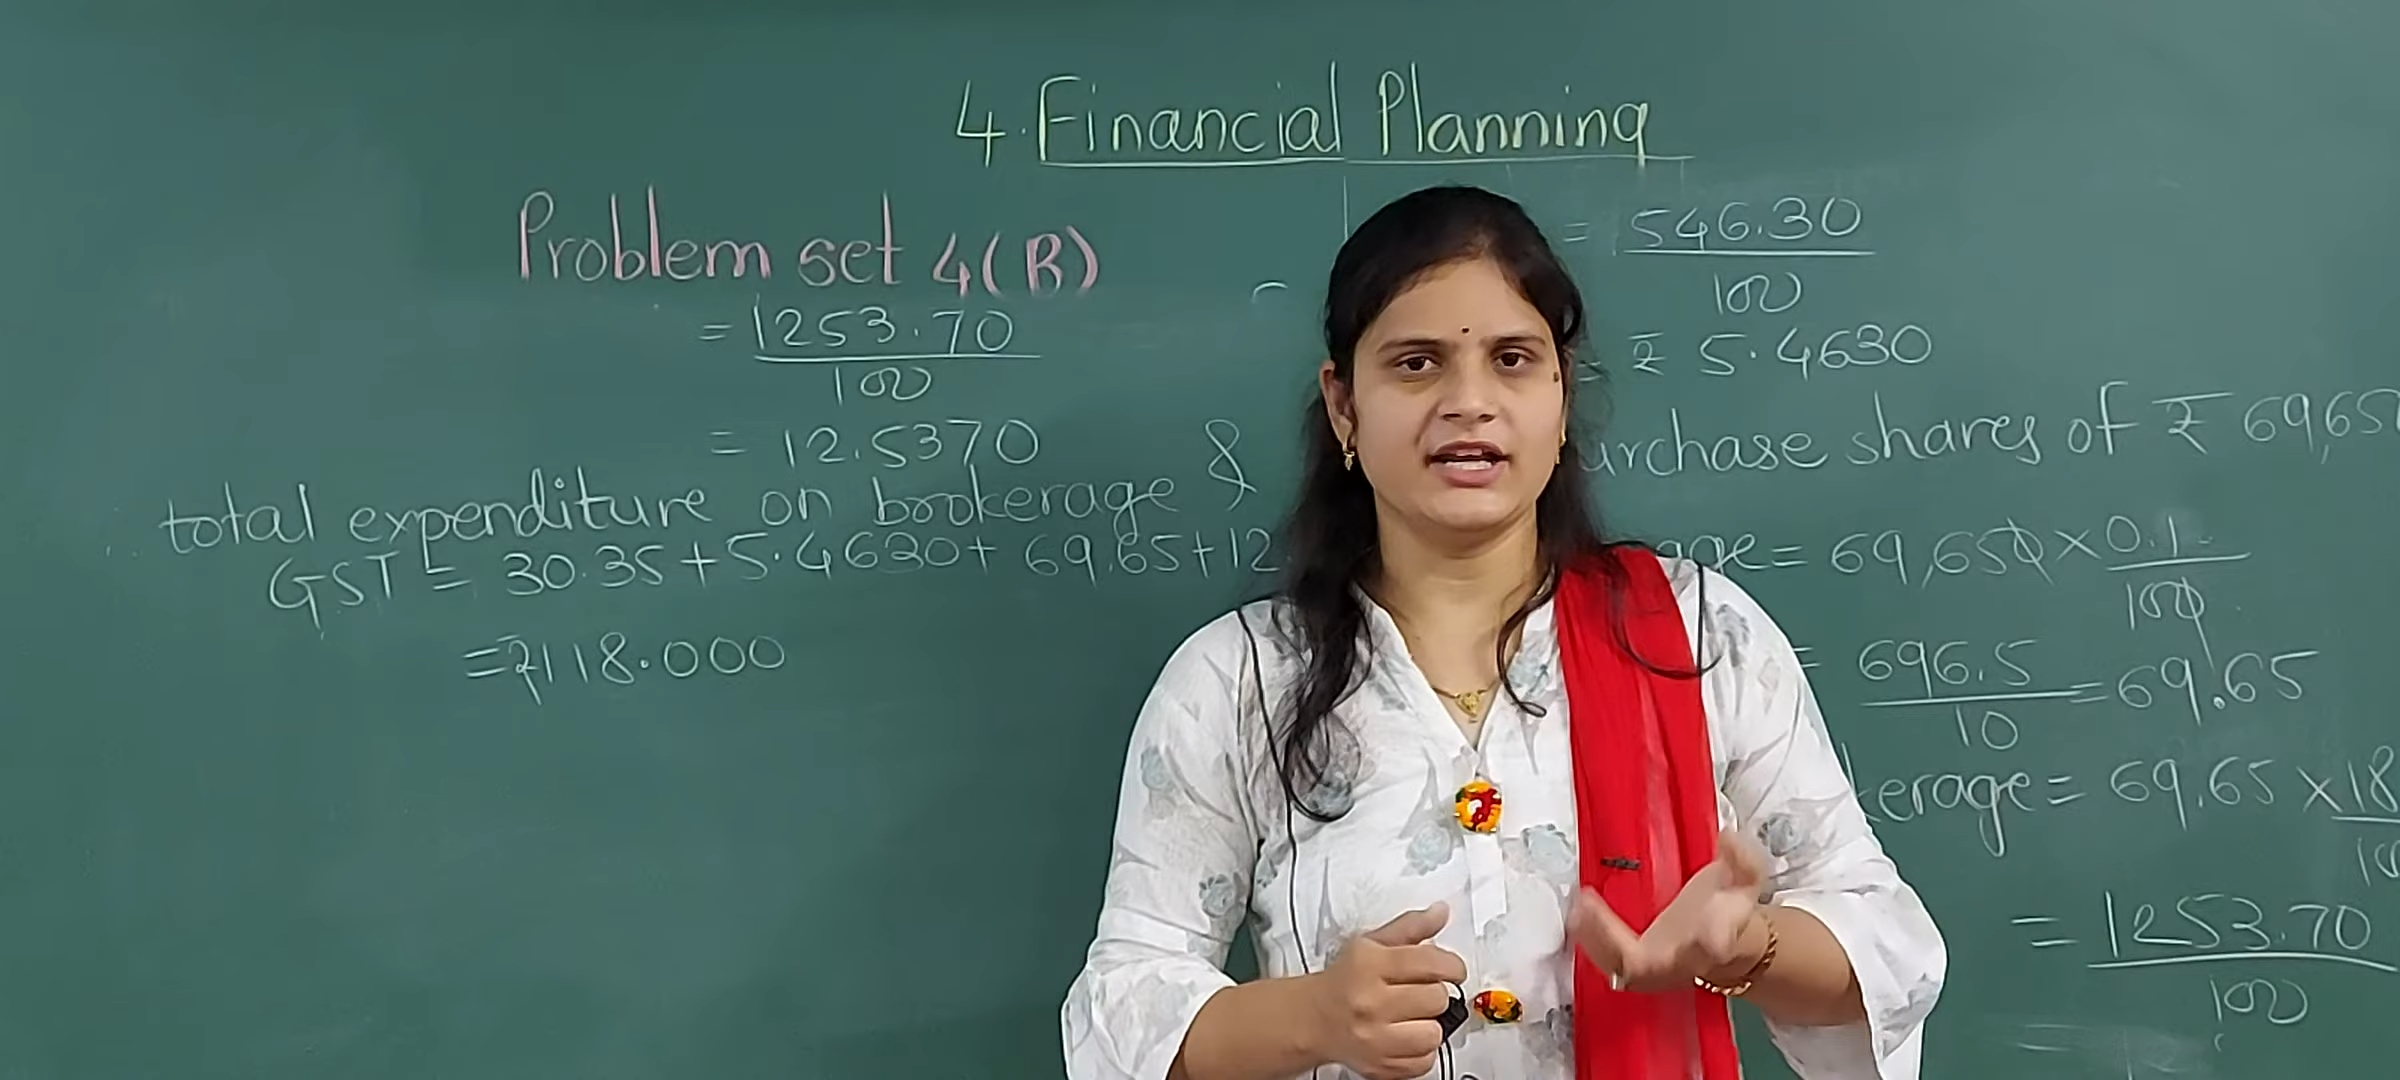 4. Financial Planning
Problem set 4(B)
= 1253.70
100
= 12.5370
total expenditure on brokerage &
GST = 30.35+5.4630+ 69.65+12.
=₹118.000
= 546.30
100
= ₹ 5.4630
urchase shares of ₹ 69,650
age= 69,650×0.1
100
= 696.5
10
=69.65
kerage= 69.65 ×18
100
= 1253.70
100
=